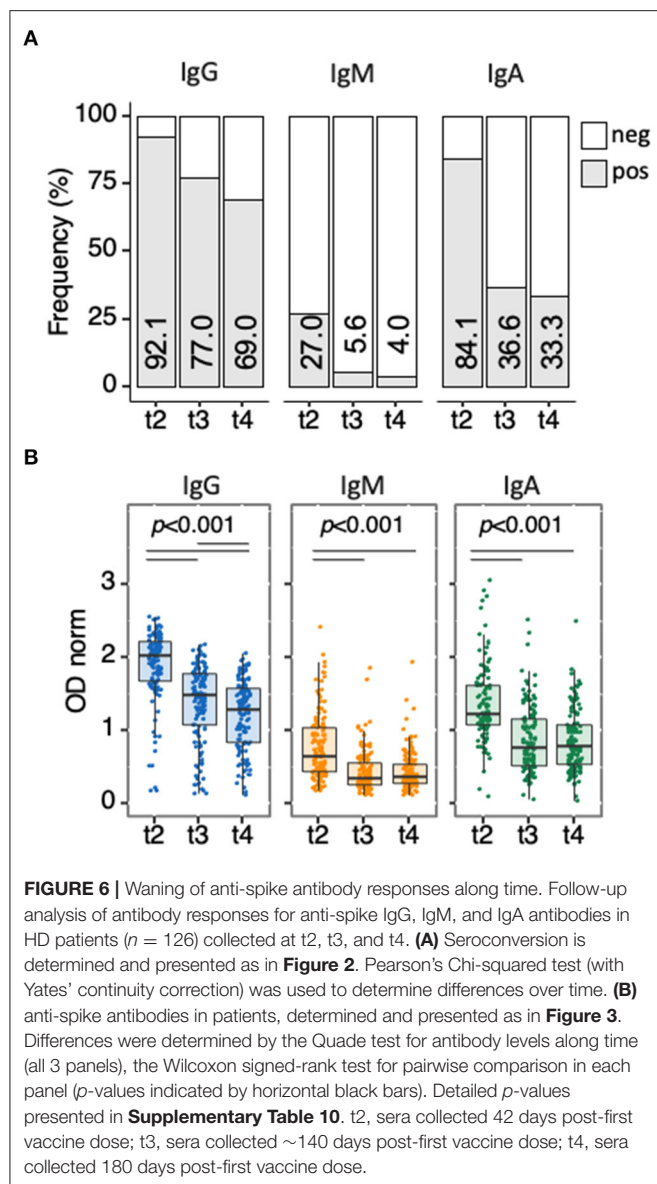 A
IgG IgM IgA
100
75
50
25
0
Frequency (%)
92.1 77.0 69.0 27.0 5.6 4.0 84.1 36.6 33.3
neg
pos
t2 t3 t4 t2 t3 t4 t2 t3 t4
B
IgG IgM IgA
p<0.001 p<0.001 p<0.001
3
2
1
0
OD norm
t2 t3 t4 t2 t3 t4 t2 t3 t4
FIGURE 6 | Waning of anti-spike antibody responses along time. Follow-up
analysis of antibody responses for anti-spike IgG, IgM, and IgA antibodies in
HD patients (n = 126) collected at t2, t3, and t4. (A) Seroconversion is
determined and presented as in Figure 2. Pearson's Chi-squared test (with
Yates' continuity correction) was used to determine differences over time. (B)
anti-spike antibodies in patients, determined and presented as in Figure 3.
Differences were determined by the Quade test for antibody levels along time
(all 3 panels), the Wilcoxon signed-rank test for pairwise comparison in each
panel (p-values indicated by horizontal black bars). Detailed p-values
presented in Supplementary Table 10. t2, sera collected 42 days post-first
vaccine dose; t3, sera collected ~140 days post-first vaccine dose; t4, sera
collected 180 days post-first vaccine dose.